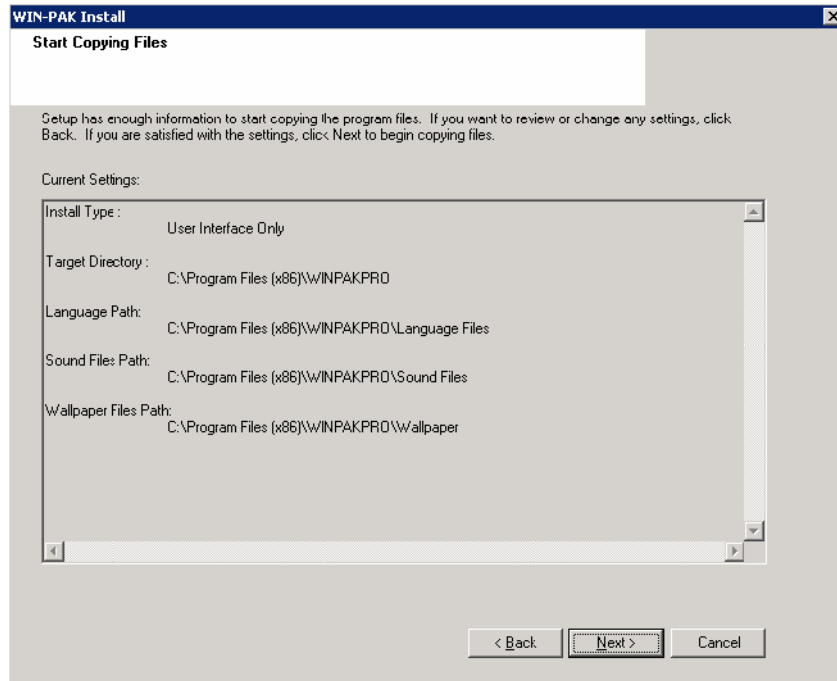 WIN-PAK Install
Start Copying Files
Setup has enough information to start copying the program files. If you want to review or change any settings, click
Back. If you are satisfied with the settings, click Next to begin copying files.
Current Settings:
Install Type :
User Interface Only
Target Directory :
C:\Program Files (x86)\WINPAKPRO
Language Path:
C:\Program Files (x86)\WINPAKPRO\Language Files
Sound Files Path:
C:\Program Files (x86)\WINPAKPRO\Sound Files
Wallpaper Files Path:
C:\Program Files (x86)\WINPAKPRO\Wallpaper
< Back
Next >
Cancel